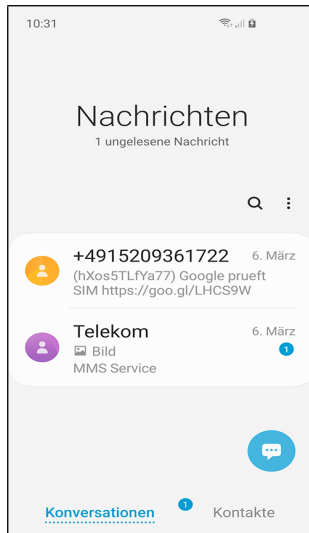 10:31
Nachrichten
1 ungelesene Nachricht
+4915209361722 6. März
(hXos5TLfYa77) Google prueft
SIM https://goo.gl/LHCS9W
Telekom 6. März
Bild 1
MMS Service
Konversationen 1 Kontakte